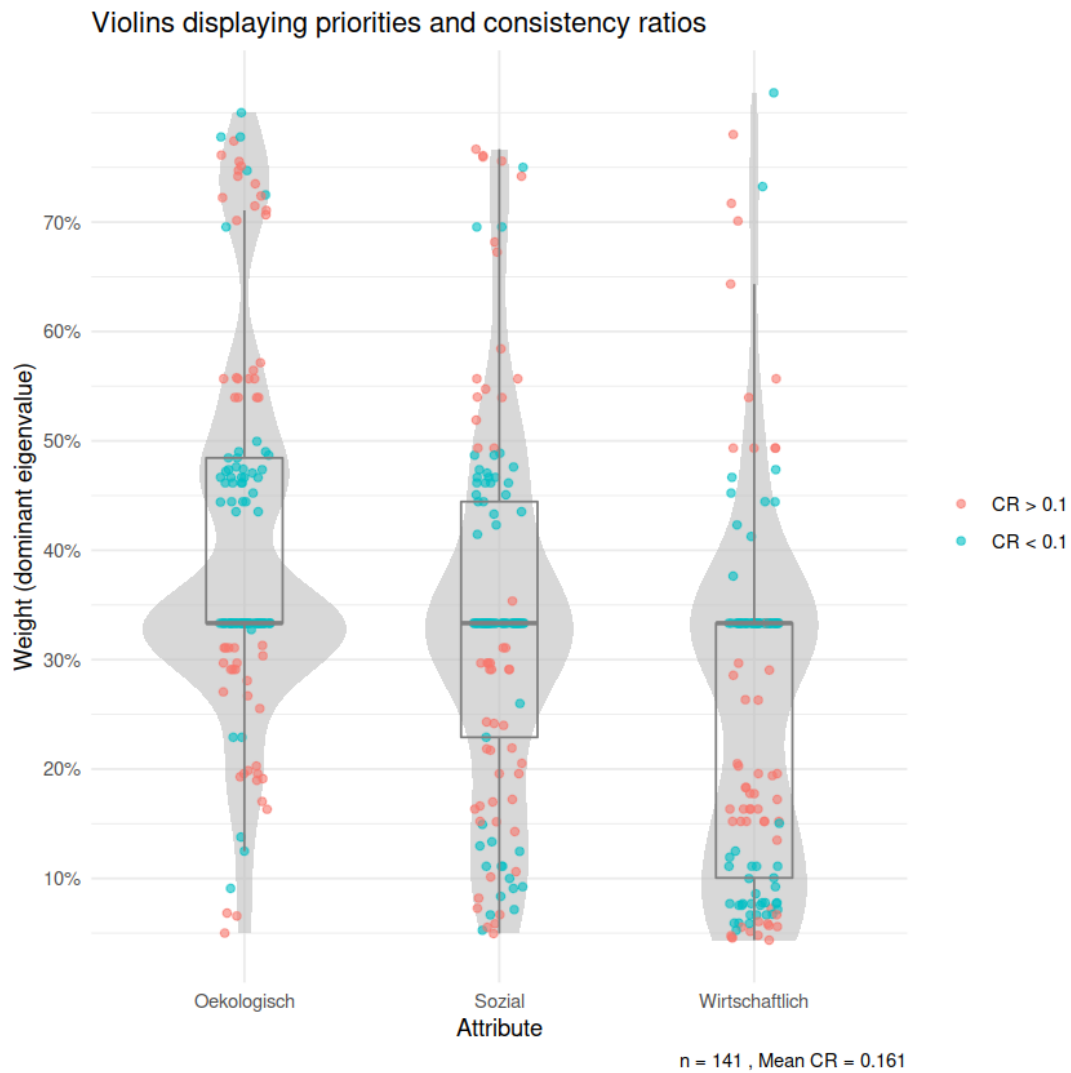 Violins displaying priorities and consistency ratios
Weight (dominant eigenvalue)
70%
60%
50%
40%
30%
20%
10%
Oekologisch
Sozial
Wirtschaftlich
Attribute
CR > 0.1
CR < 0.1
n = 141 , Mean CR = 0.161